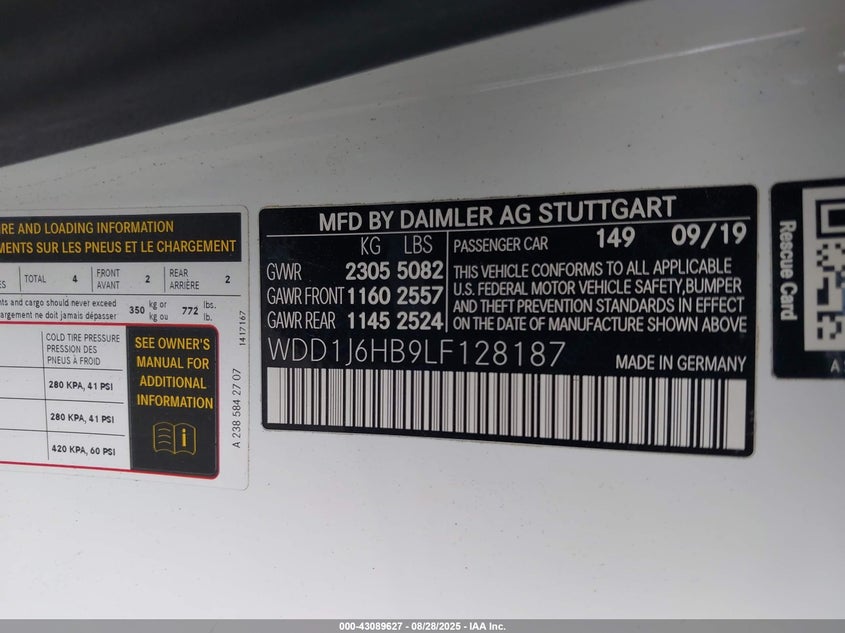 IRE AND LOADING INFORMATION
EMENTS SUR LES PNEUS ET LE CHARGEMENT
ES TOTAL 4 FRONT AVANT 2 REAR ARRIÈRE 2
nts and cargo should never exceed 350 kg or 772 lbs.
argement ne doit jamais dépasser kg ou lb.
COLD TIRE PRESSURE
PRESSION DES
PNEUS À FROID
280 KPA, 41 PSI
280 KPA, 41 PSI
420 KPA, 60 PSI
SEE OWNER'S
MANUAL FOR
ADDITIONAL
INFORMATION
1417167
A 238 584 27 07
MFD BY DAIMLER AG STUTTGART
KG LBS
GVWR 2305 5082
GAWR FRONT 1160 2557
GAWR REAR 1145 2524
PASSENGER CAR 149 09/19
THIS VEHICLE CONFORMS TO ALL APPLICABLE
U.S. FEDERAL MOTOR VEHICLE SAFETY, BUMPER
AND THEFT PREVENTION STANDARDS IN EFFECT
ON THE DATE OF MANUFACTURE SHOWN ABOVE
WDD1J6HB9LF128187
MADE IN GERMANY
Rescue Card
A
000-43089627 - 08/28/2025 - IAA Inc.